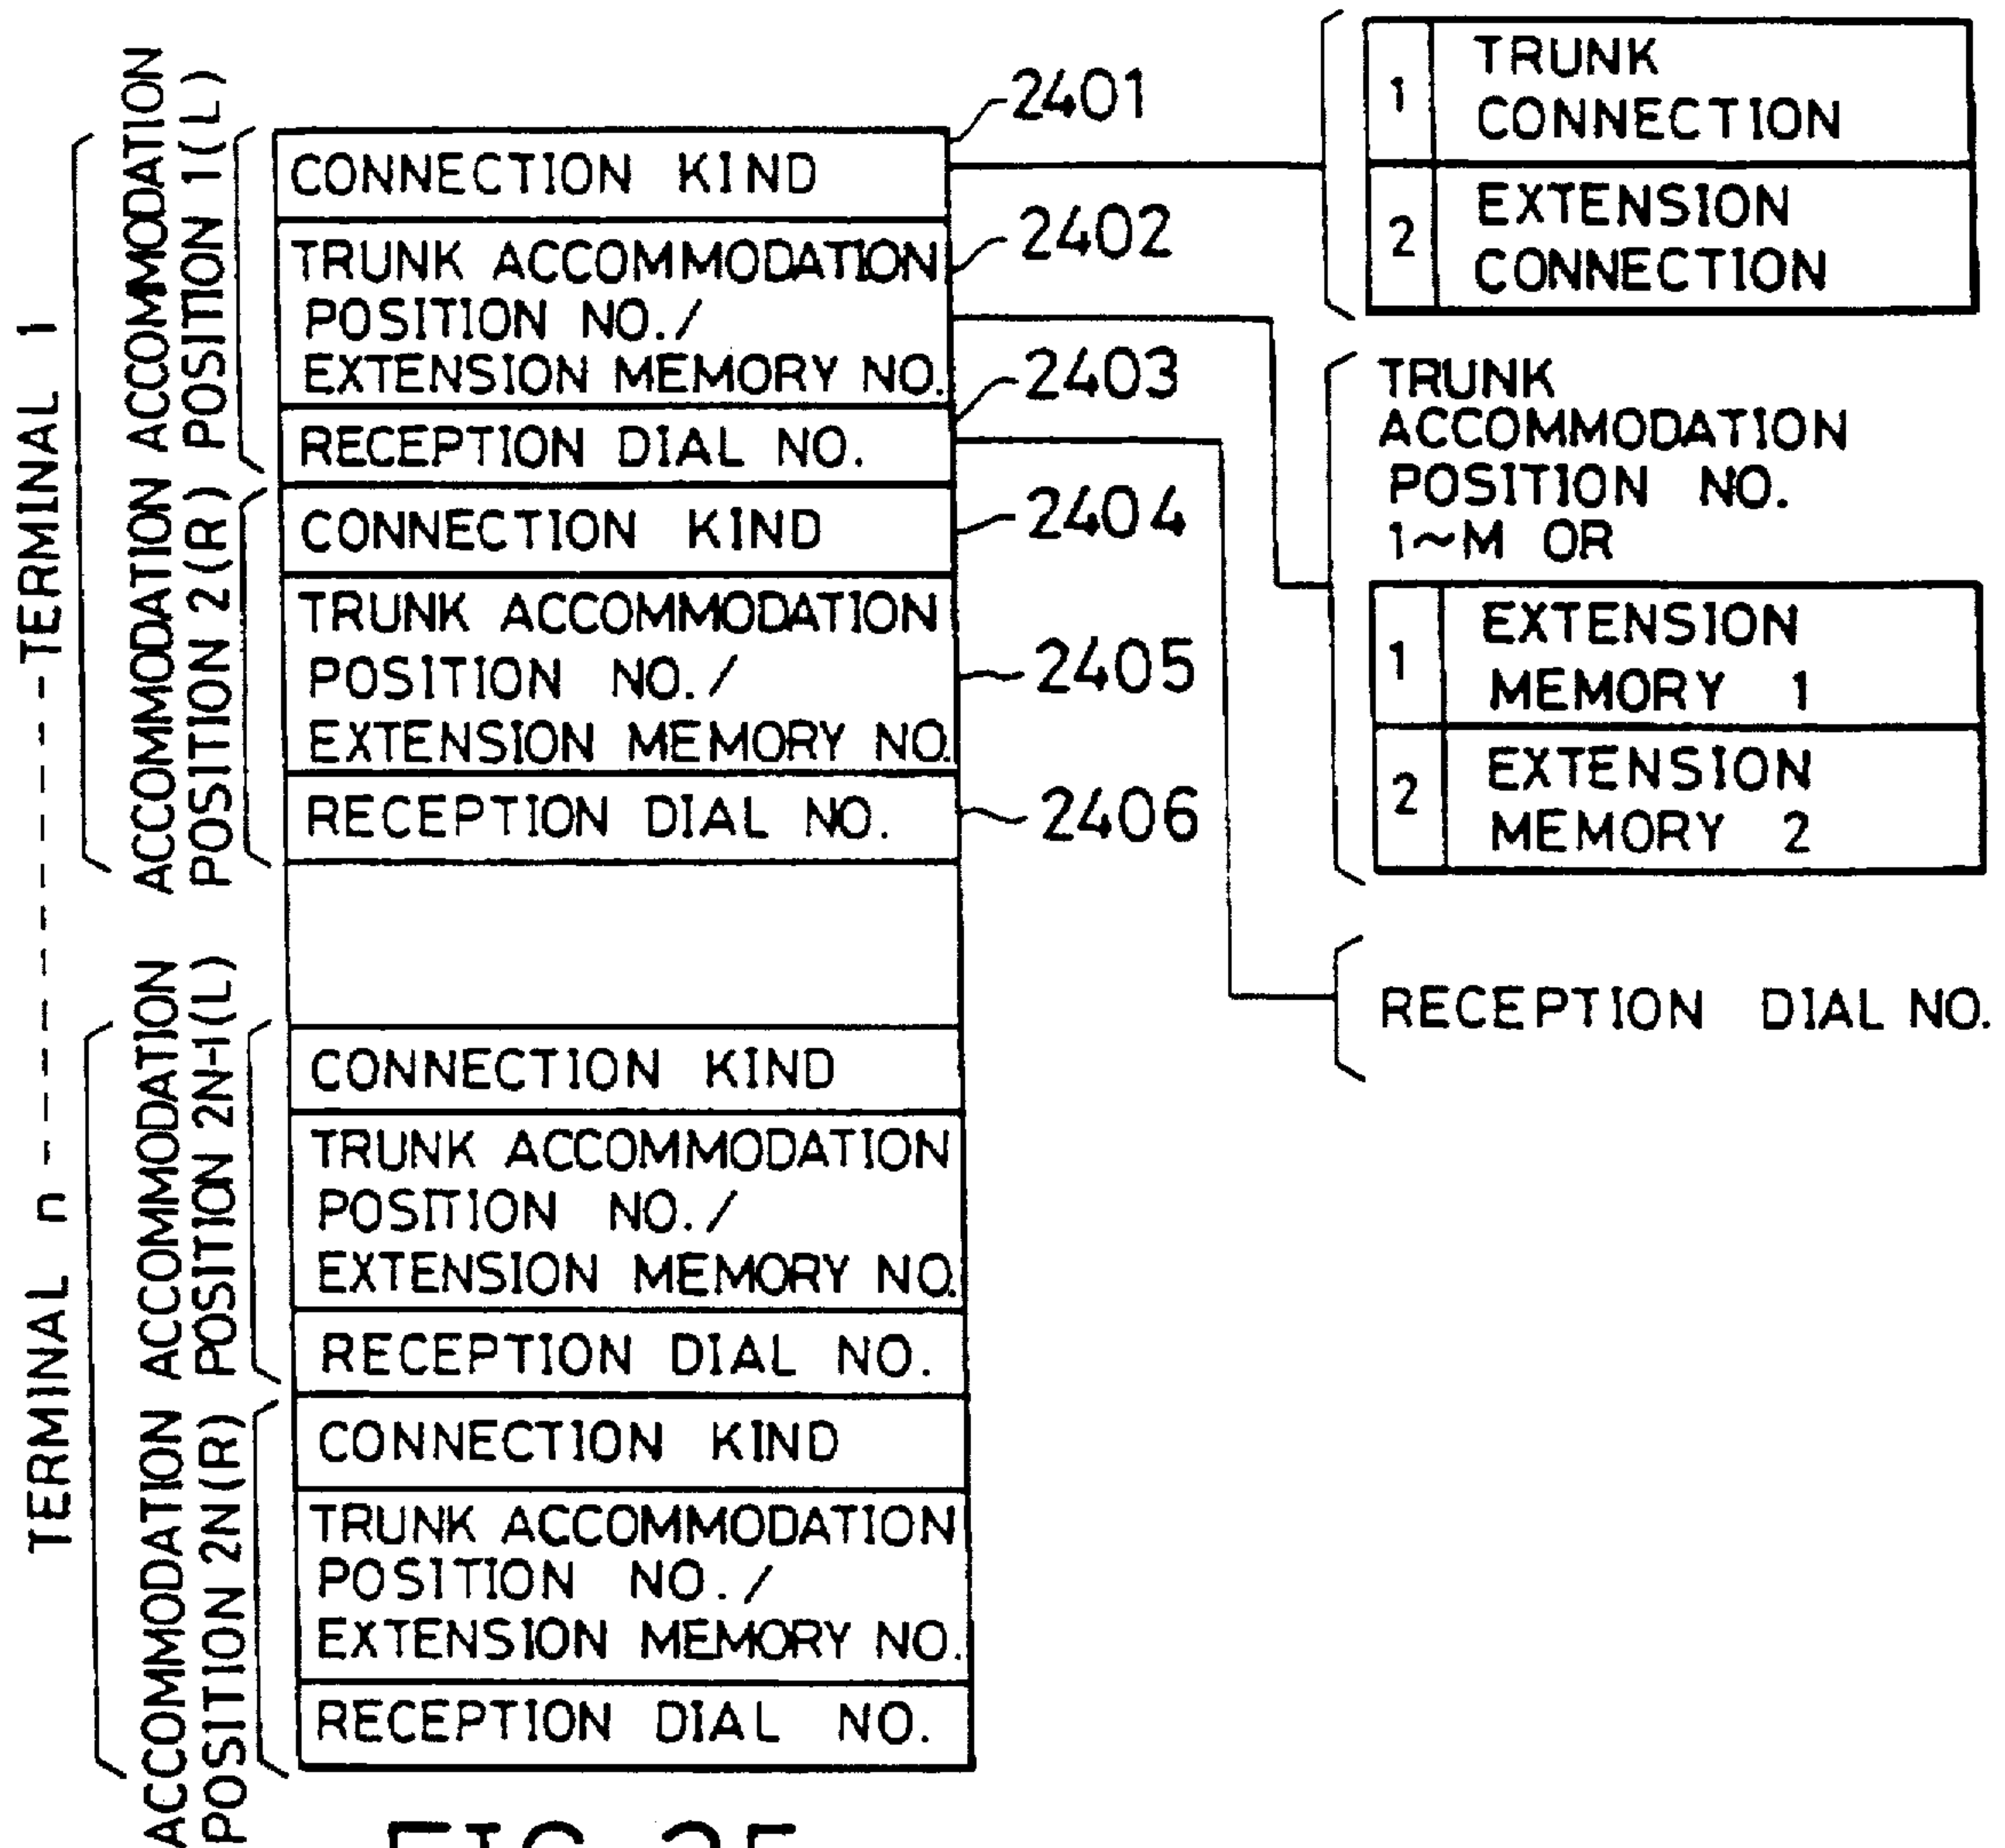 TERMINAL 1
ACCOMMODATION
POSITION 1(L)
CONNECTION KIND
2401
TRUNK ACCOMMODATION
POSITION NO./
EXTENSION MEMORY NO.
2402
RECEPTION DIAL NO.
2403
ACCOMMODATION
POSITION 2(R)
CONNECTION KIND
2404
TRUNK ACCOMMODATION
POSITION NO./
EXTENSION MEMORY NO.
2405
RECEPTION DIAL NO.
2406
TERMINAL n
ACCOMMODATION
POSITION 2N-1(L)
CONNECTION KIND
TRUNK ACCOMMODATION
POSITION NO./
EXTENSION MEMORY NO.
RECEPTION DIAL NO.
ACCOMMODATION
POSITION 2N(R)
CONNECTION KIND
TRUNK ACCOMMODATION
POSITION NO./
EXTENSION MEMORY NO.
RECEPTION DIAL NO.
1 TRUNK
CONNECTION
2 EXTENSION
CONNECTION
TRUNK
ACCOMMODATION
POSITION NO.
1~M OR
1 EXTENSION
MEMORY 1
2 EXTENSION
MEMORY 2
RECEPTION DIAL NO.